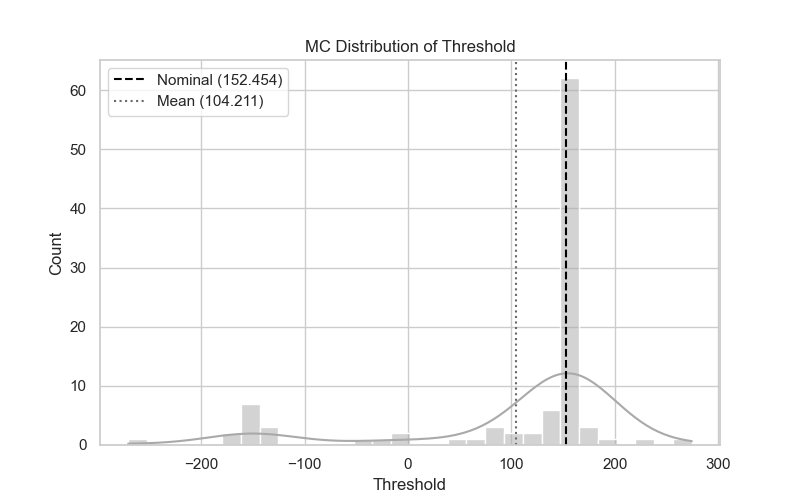 MC Distribution of Threshold
Nominal (152.454)
Mean (104.211)
60
50
40
30
20
10
0
Count
−200
−100
0
100
200
300
Threshold